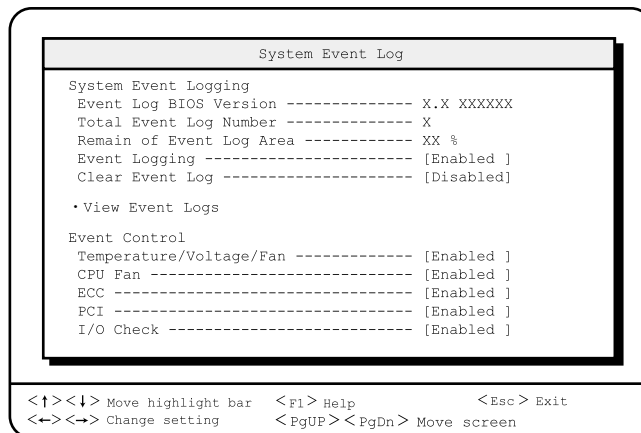 System Event Log
System Event Logging
Event Log BIOS Version -------------- X.X XXXXXX
Total Event Log Number -------------- X
Remain of Event Log Area ------------ XX %
Event Logging ----------------------- [Enabled ]
Clear Event Log --------------------- [Disabled]
•View Event Logs
Event Control
Temperature/Voltage/Fan ------------- [Enabled ]
CPU Fan ----------------------------- [Enabled ]
ECC --------------------------------- [Enabled ]
PCI --------------------------------- [Enabled ]
I/O Check --------------------------- [Enabled ]
<↑><↓> Move highlight bar <F1> Help <Esc> Exit
<←><→> Change setting <PgUP><PgDn> Move screen